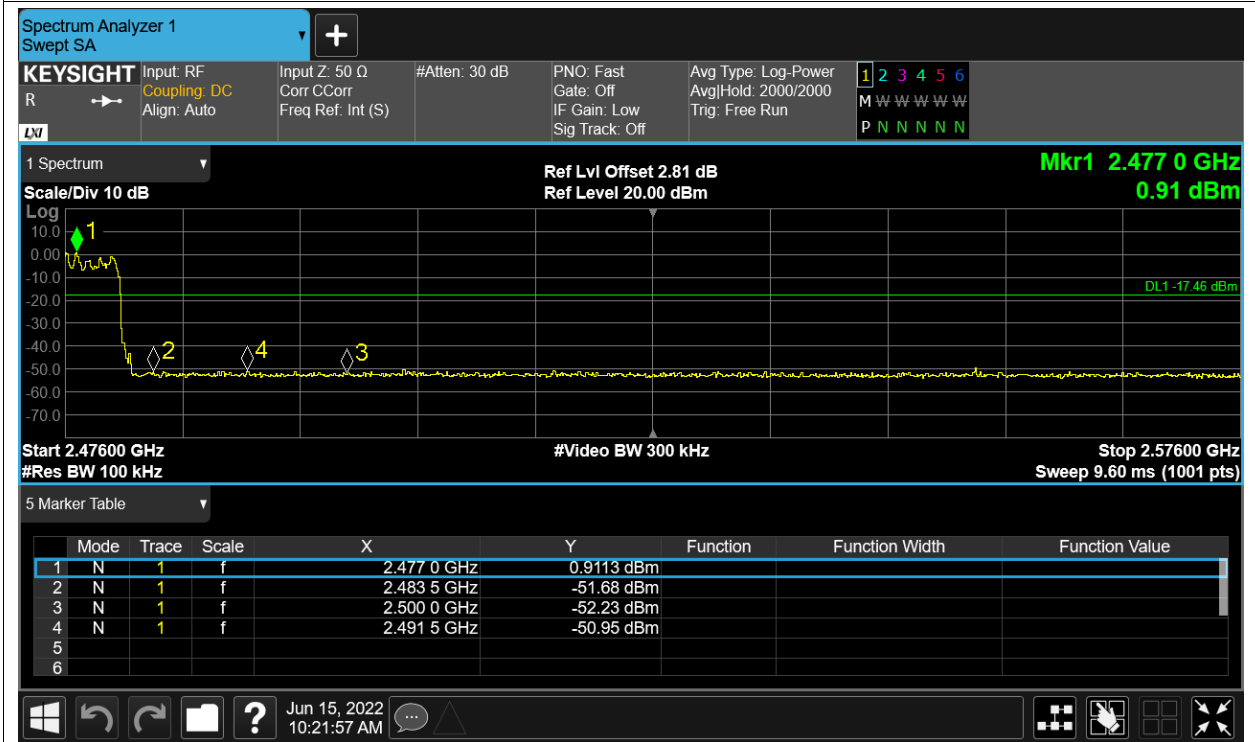 Spectrum Analyzer 1
Swept SA
KEYSIGHT Input: RF Input Z: 50 Ω #Atten: 30 dB PNO: Fast Avg Type: Log-Power 1 2 3 4 5 6
R Coupling: DC Corr CCorr Gate: Off Avg|Hold: 2000/2000 M W W W W W
Align: Auto Freq Ref: Int (S) IF Gain: Low Trig: Free Run
LXI Sig Track: Off P N N N N N
1 Spectrum Ref Lvl Offset 2.81 dB Mkr1 2.477 0 GHz
Scale/Div 10 dB Ref Level 20.00 dBm 0.91 dBm
Log
10.0 1
0.00
-10.0
DL1 -17.46 dBm
-20.0
-30.0
-40.0 2 4 3
-50.0
-60.0
-70.0
Start 2.47600 GHz #Video BW 300 kHz Stop 2.57600 GHz
#Res BW 100 kHz Sweep 9.60 ms (1001 pts)
5 Marker Table
Mode Trace Scale X Y Function Function Width Function Value
1 N 1 f 2.477 0 GHz 0.9113 dBm
2 N 1 f 2.483 5 GHz -51.68 dBm
3 N 1 f 2.500 0 GHz -52.23 dBm
4 N 1 f 2.491 5 GHz -50.95 dBm
5
6
? Jun 15, 2022
10:21:57 AM